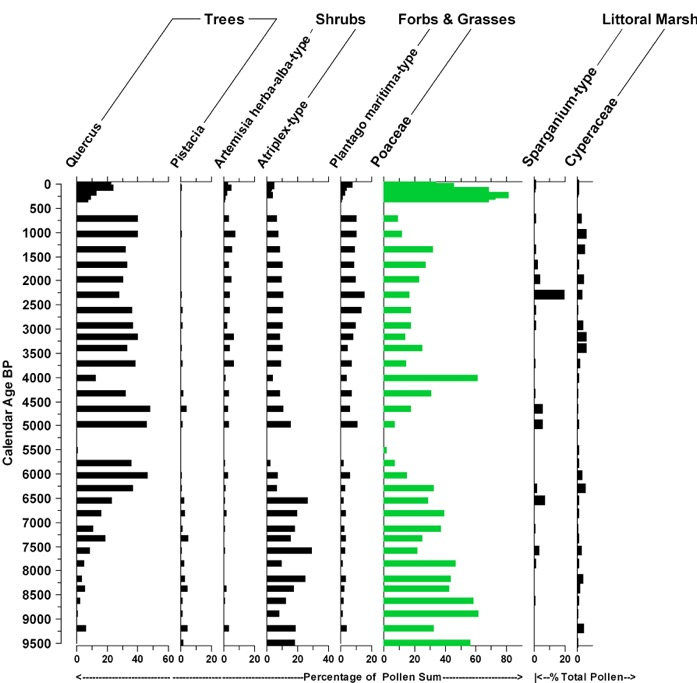 Trees Shrubs Forbs & Grasses Littoral Marsh
Quercus
Pistacia
Artemisia herba-alba-type
Atriplex-type
Plantago maritima-type
Poaceae
Sparganium-type
Cyperaceae
Calendar Age BP
0
500
1000
1500
2000
2500
3000
3500
4000
4500
5000
5500
6000
6500
7000
7500
8000
8500
9000
9500
0 20 40 60 0 20 0 20 0 20 40 0 20 0 20 40 60 80 0 20 0
<---Percentage of Pollen Sum---> |<--% Total Pollen-->